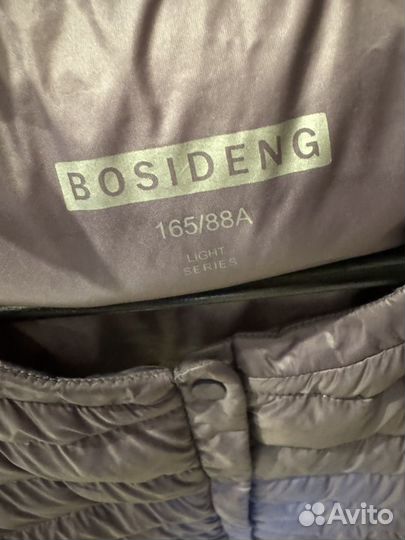 BOSIDENG
165/88A
LIGHT
SERIES
Avito